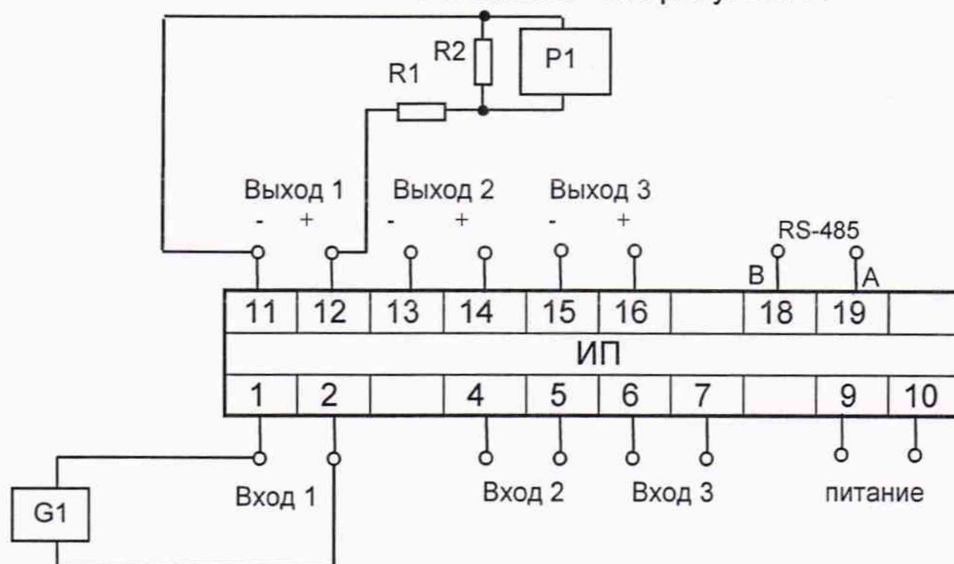 R2
P1
R1
Выход 1
Выход 2
Выход 3
- +
- +
- +
RS-485
B
A
11 12 13 14 15 16 18 19
ИП
1 2 4 5 6 7 9 10
G1
Вход 1
Вход 2
Вход 3
питание